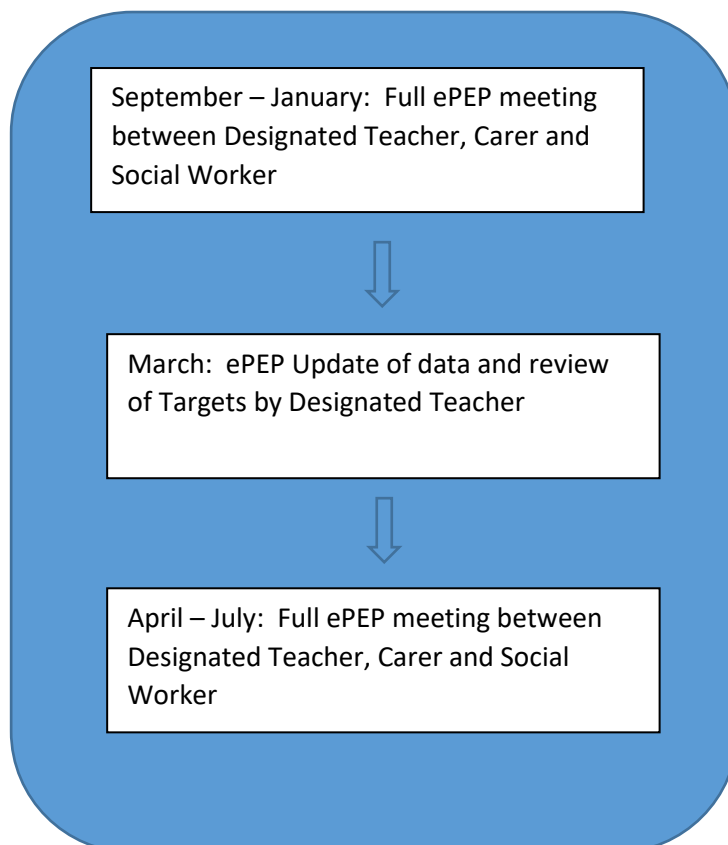 September – January:  Full ePEP meeting
between Designated Teacher, Carer and
Social Worker
March:  ePEP Update of data and review
of Targets by Designated Teacher
April – July:  Full ePEP meeting between
Designated Teacher, Carer and Social
Worker